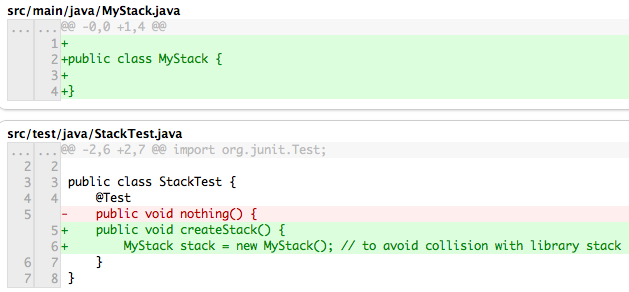 src/main/java/MyStack.java
... ... @@ -0,0 +1,4 @@
1 +
2 +public class MyStack {
3 +
4 +}
src/test/java/StackTest.java
... ... @@ -2,6 +2,7 @@ import org.junit.Test;
2 2
3 3 public class StackTest {
4 4 @Test
5 - public void nothing() {
5 + public void createStack() {
6 + MyStack stack = new MyStack(); // to avoid collision with library stack
6 7 }
7 8 }